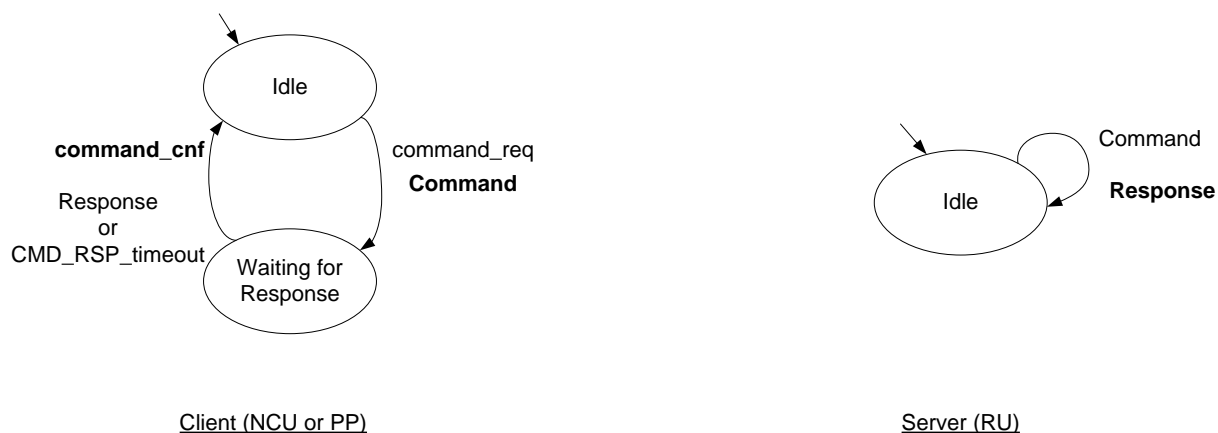 Idle
command_cnf
command_req
Command
Response
or
CMD_RSP_timeout
Waiting for
Response
Client (NCU or PP)
Command
Idle
Response
Server (RU)